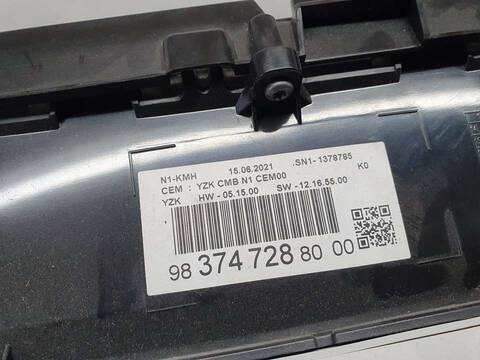 N1-KMH 15.06.2021 .SN1- 1378785
CEM : YZK CMB N1 CEM00 K0
YZK HW - 05.15.00 SW - 12.16.55.00
98 374 728 80 00